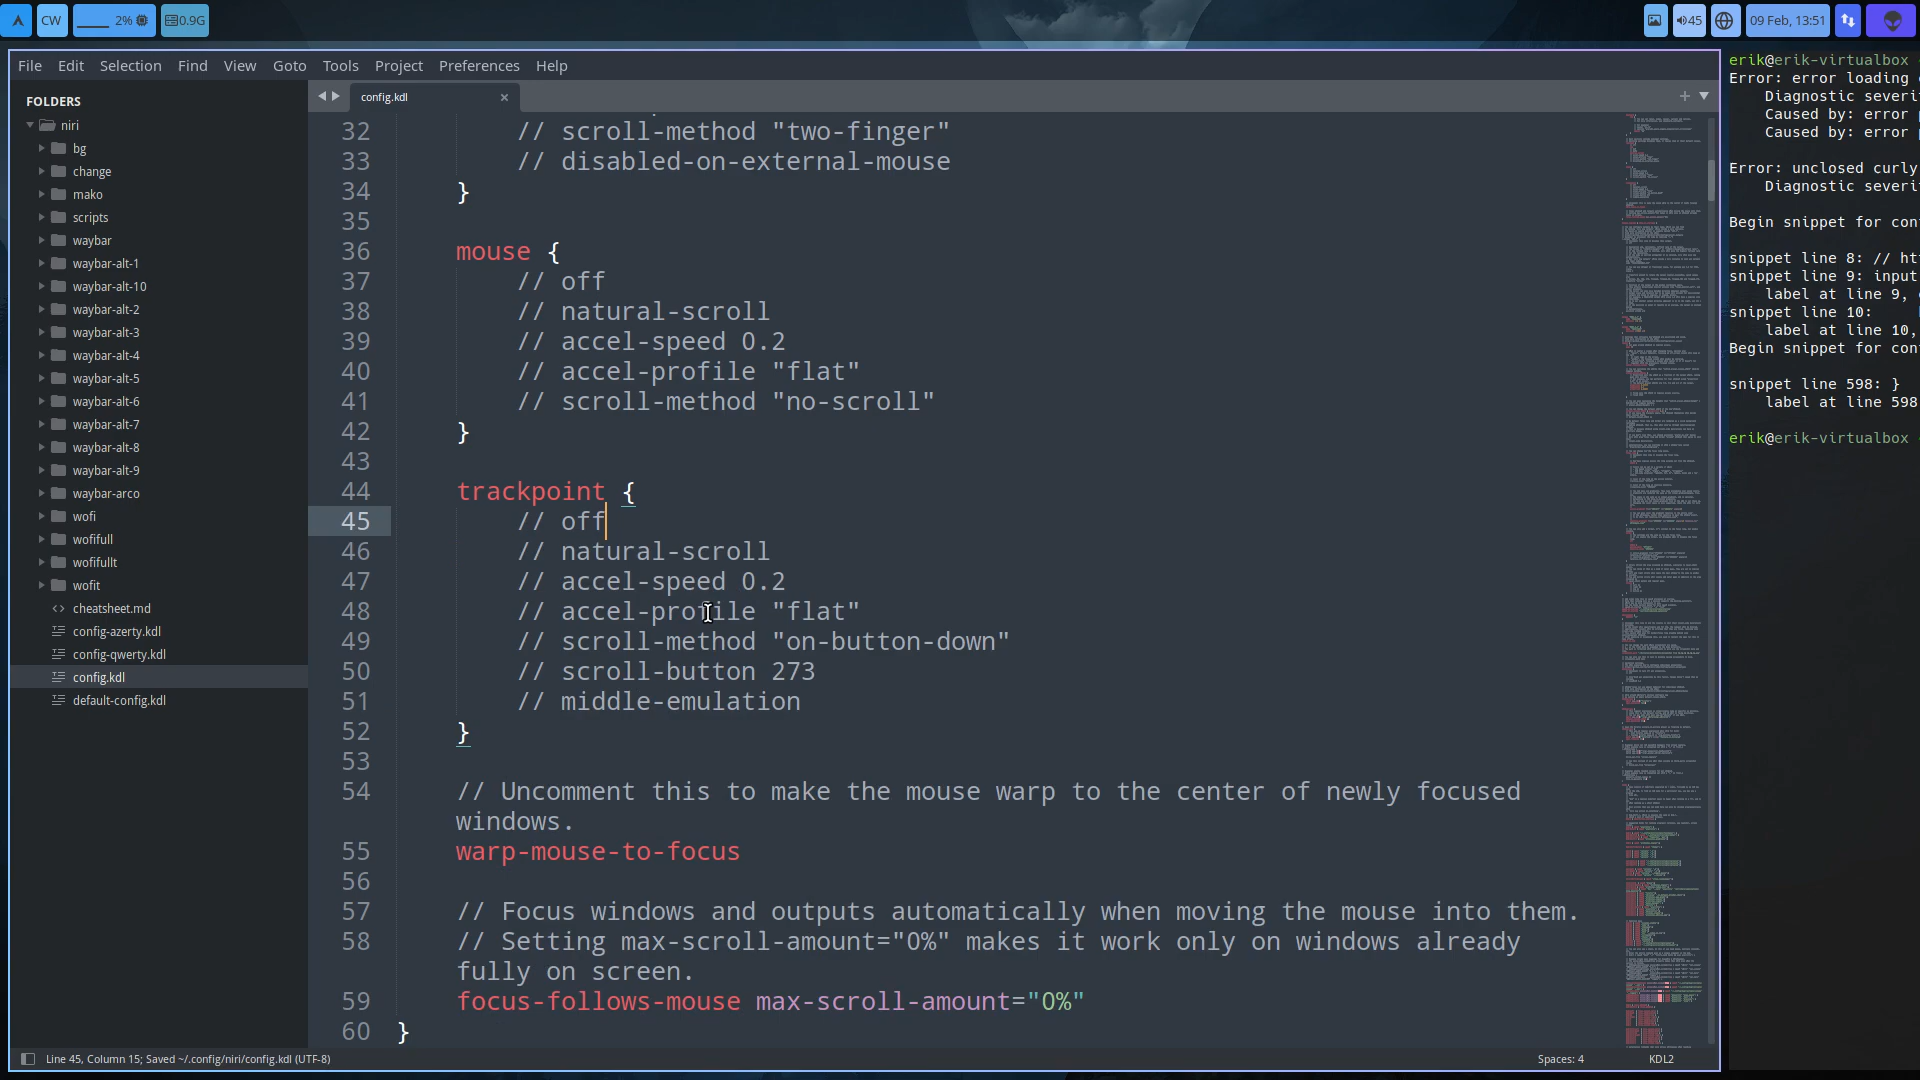 CW
2%
0.9G
45
09 Feb, 13:51
File Edit Selection Find View Goto Tools Project Preferences Help
FOLDERS
niri
bg
change
mako
scripts
waybar
waybar-alt-1
waybar-alt-10
waybar-alt-2
waybar-alt-3
waybar-alt-4
waybar-alt-5
waybar-alt-6
waybar-alt-7
waybar-alt-8
waybar-alt-9
waybar-arco
wofi
wofifull
wofifullt
wofit
<> cheatsheet.md
config-azerty.kdl
config-qwerty.kdl
config.kdl
default-config.kdl
config.kdl ×
32 // scroll-method "two-finger"
33 // disabled-on-external-mouse
34 }
35
36 mouse {
37 // off
38 // natural-scroll
39 // accel-speed 0.2
40 // accel-profile "flat"
41 // scroll-method "no-scroll"
42 }
43
44 trackpoint {
45 // off
46 // natural-scroll
47 // accel-speed 0.2
48 // accel-profile "flat"
49 // scroll-method "on-button-down"
50 // scroll-button 273
51 // middle-emulation
52 }
53
54 // Uncomment this to make the mouse warp to the center of newly focused
windows.
55 warp-mouse-to-focus
56
57 // Focus windows and outputs automatically when moving the mouse into them.
58 // Setting max-scroll-amount="0%" makes it work only on windows already
fully on screen.
59 focus-follows-mouse max-scroll-amount="0%"
60 }
Line 45, Column 15; Saved ~/.config/niri/config.kdl (UTF-8)
Spaces: 4
KDL2
erik@erik-virtualbox
Error: error loading
Diagnostic severi
Caused by: error
Caused by: error
Error: unclosed curly
Diagnostic severi
Begin snippet for con
snippet line 8: // ht
snippet line 9: input
label at line 9,
snippet line 10:
label at line 10,
Begin snippet for con
snippet line 598: }
label at line 598
erik@erik-virtualbox